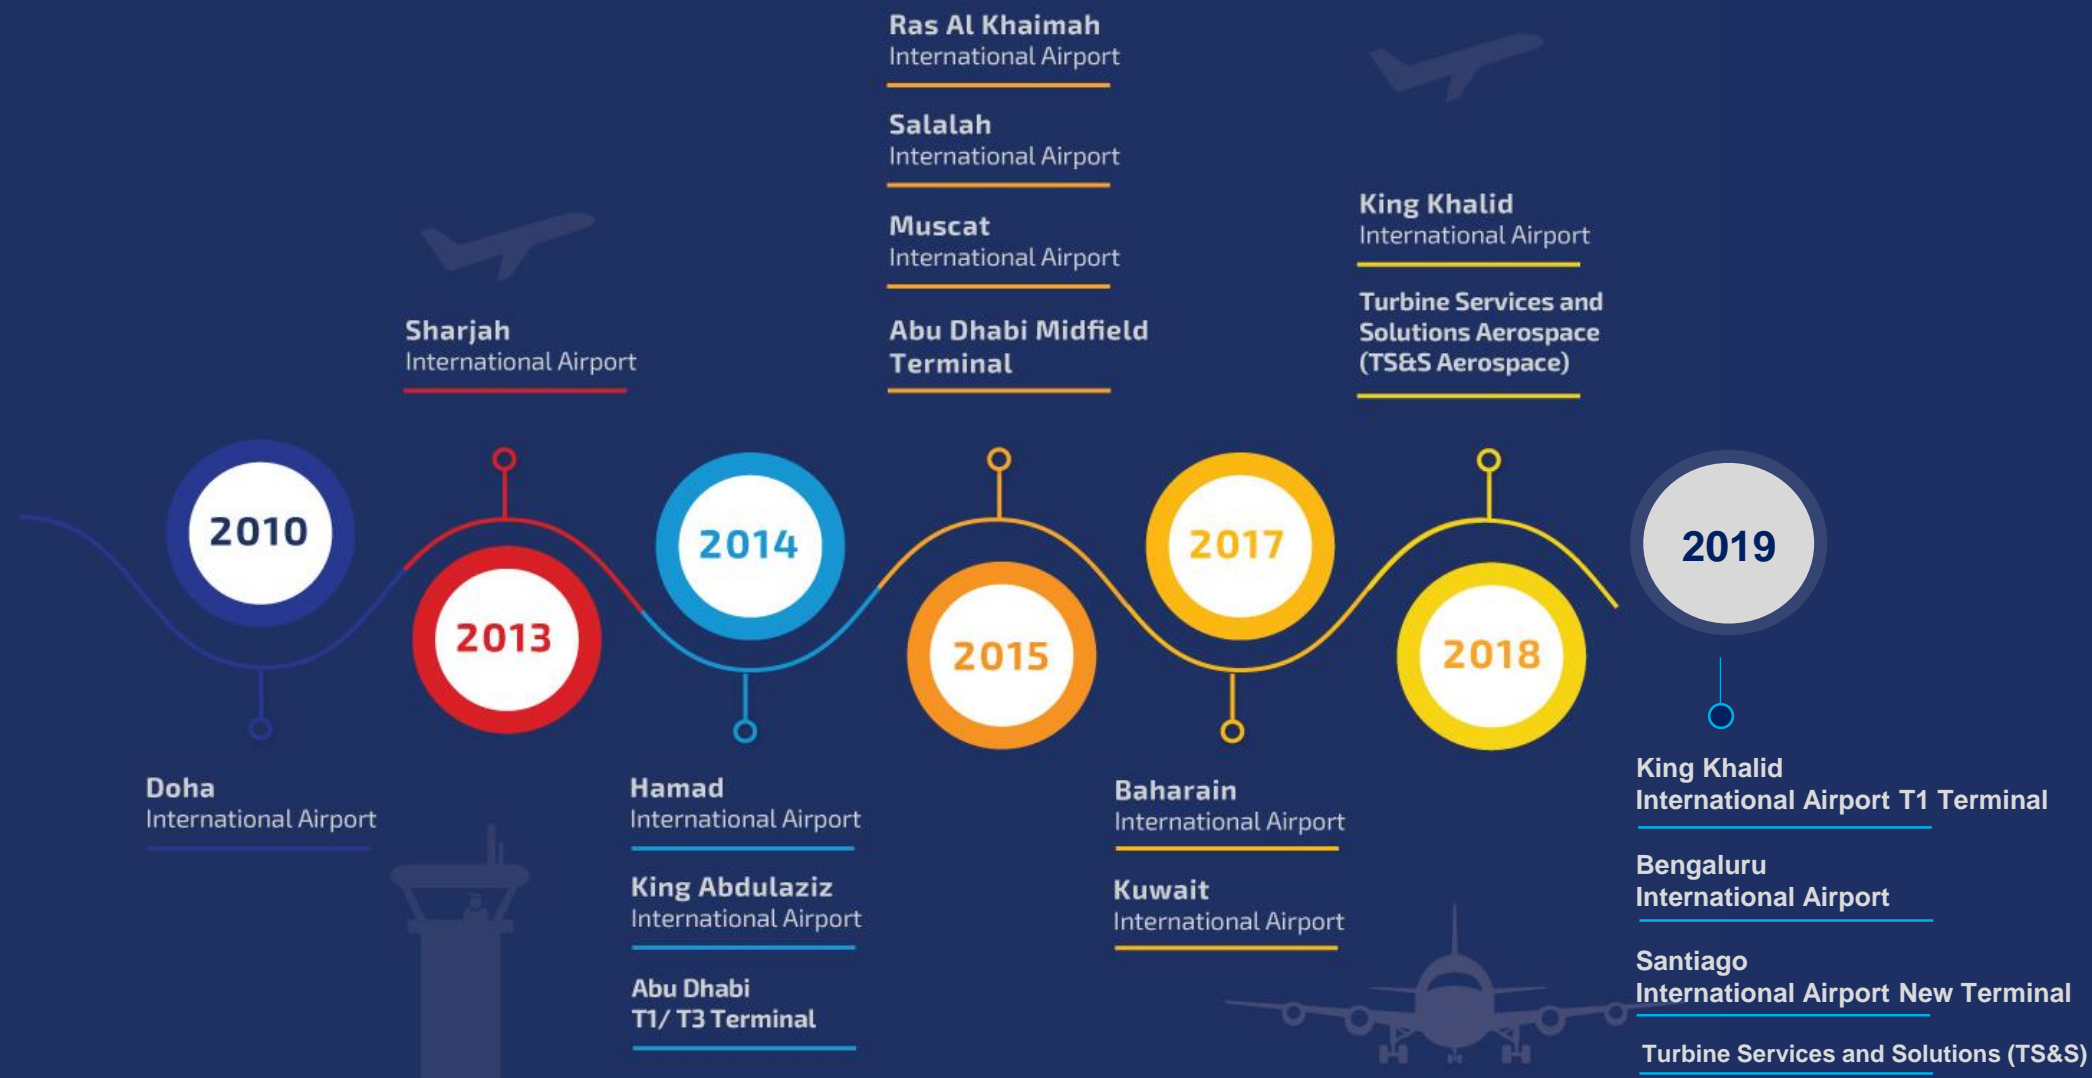 2010
Doha
International Airport
2013
Sharjah
International Airport
2014
Hamad
International Airport
King Abdulaziz
International Airport
Abu Dhabi
T1/ T3 Terminal
2015
Ras Al Khaimah
International Airport
Salalah
International Airport
Muscat
International Airport
Abu Dhabi Midfield
Terminal
2017
Baharain
International Airport
Kuwait
International Airport
2018
King Khalid
International Airport
Turbine Services and
Solutions Aerospace
(TS&S Aerospace)
2019
King Khalid
International Airport T1 Terminal
Bengaluru
International Airport
Santiago
International Airport New Terminal
Turbine Services and Solutions (TS&S)